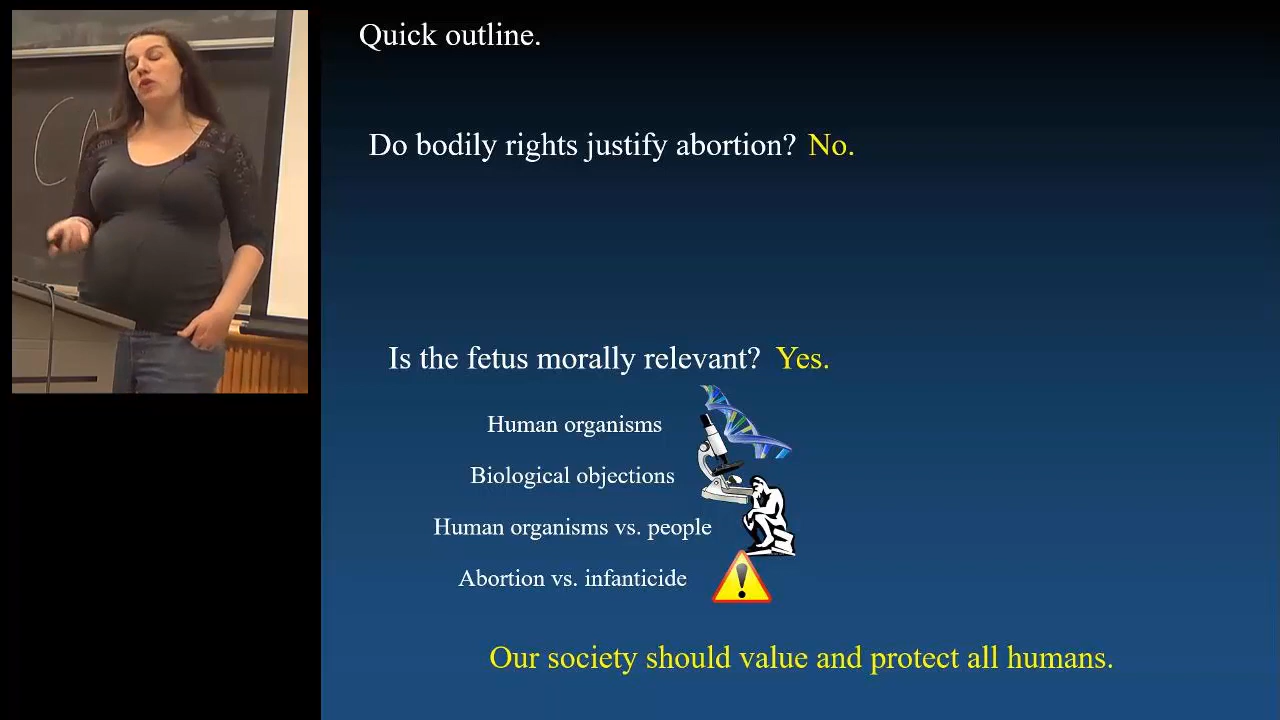 Quick outline.
Do bodily rights justify abortion? No.
Is the fetus morally relevant? Yes.
Human organisms
Biological objections
Human organisms vs. people
Abortion vs. infanticide
Our society should value and protect all humans.